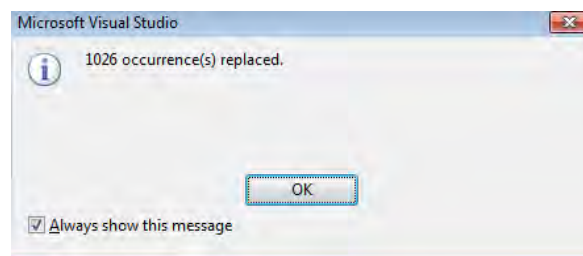 Microsoft Visual Studio
1026 occurrence(s) replaced.
OK
Always show this message